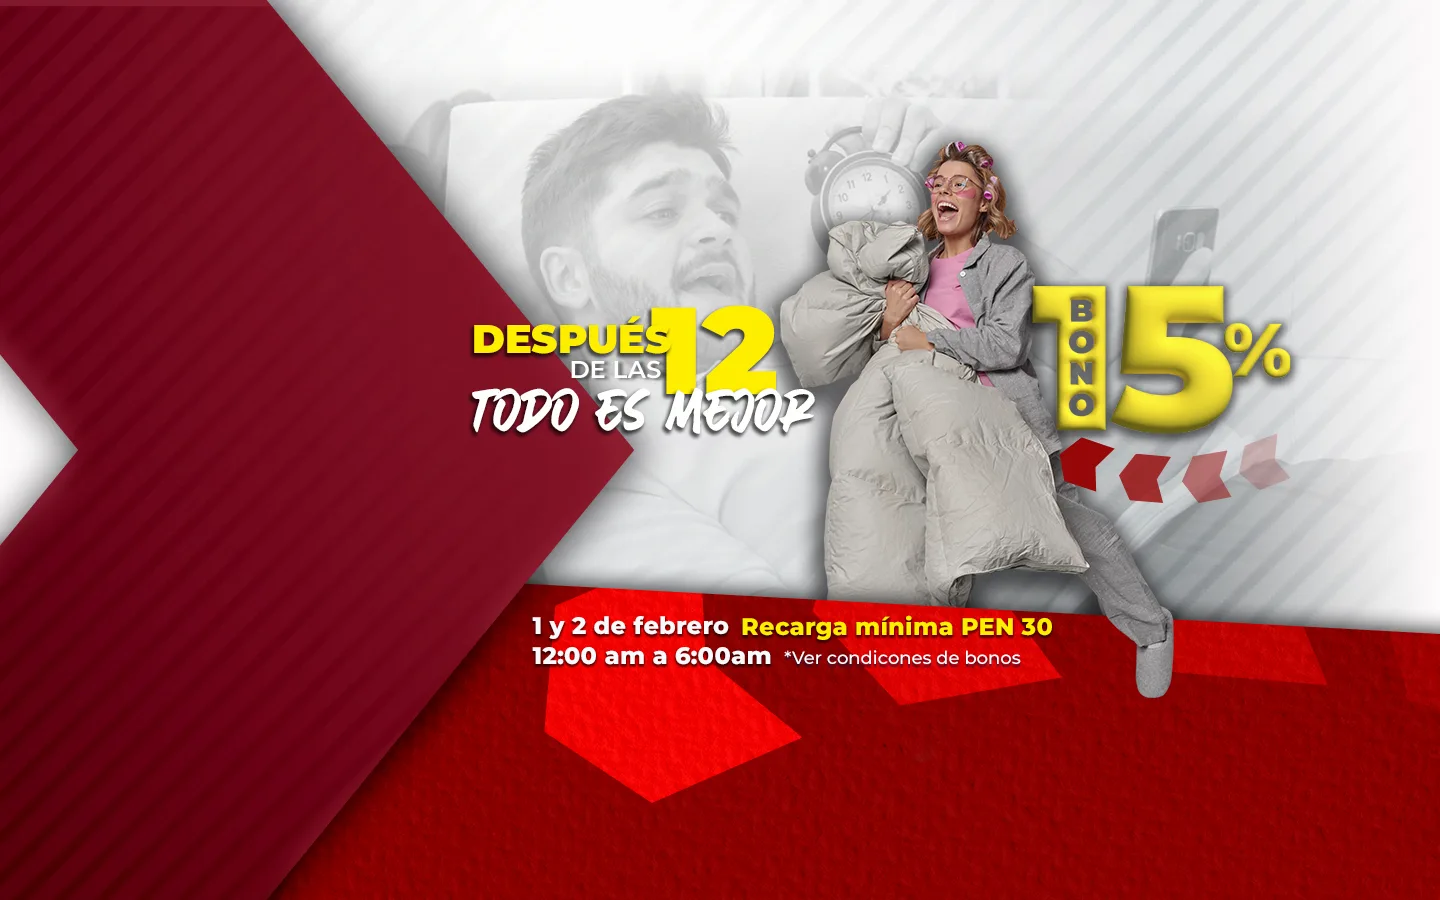 DESPUÉS 12
DE LAS
TODO ES MEJOR
BONO
15%
1 y 2 de febrero Recarga mínima PEN 30
12:00 am a 6:00am *Ver condicones de bonos